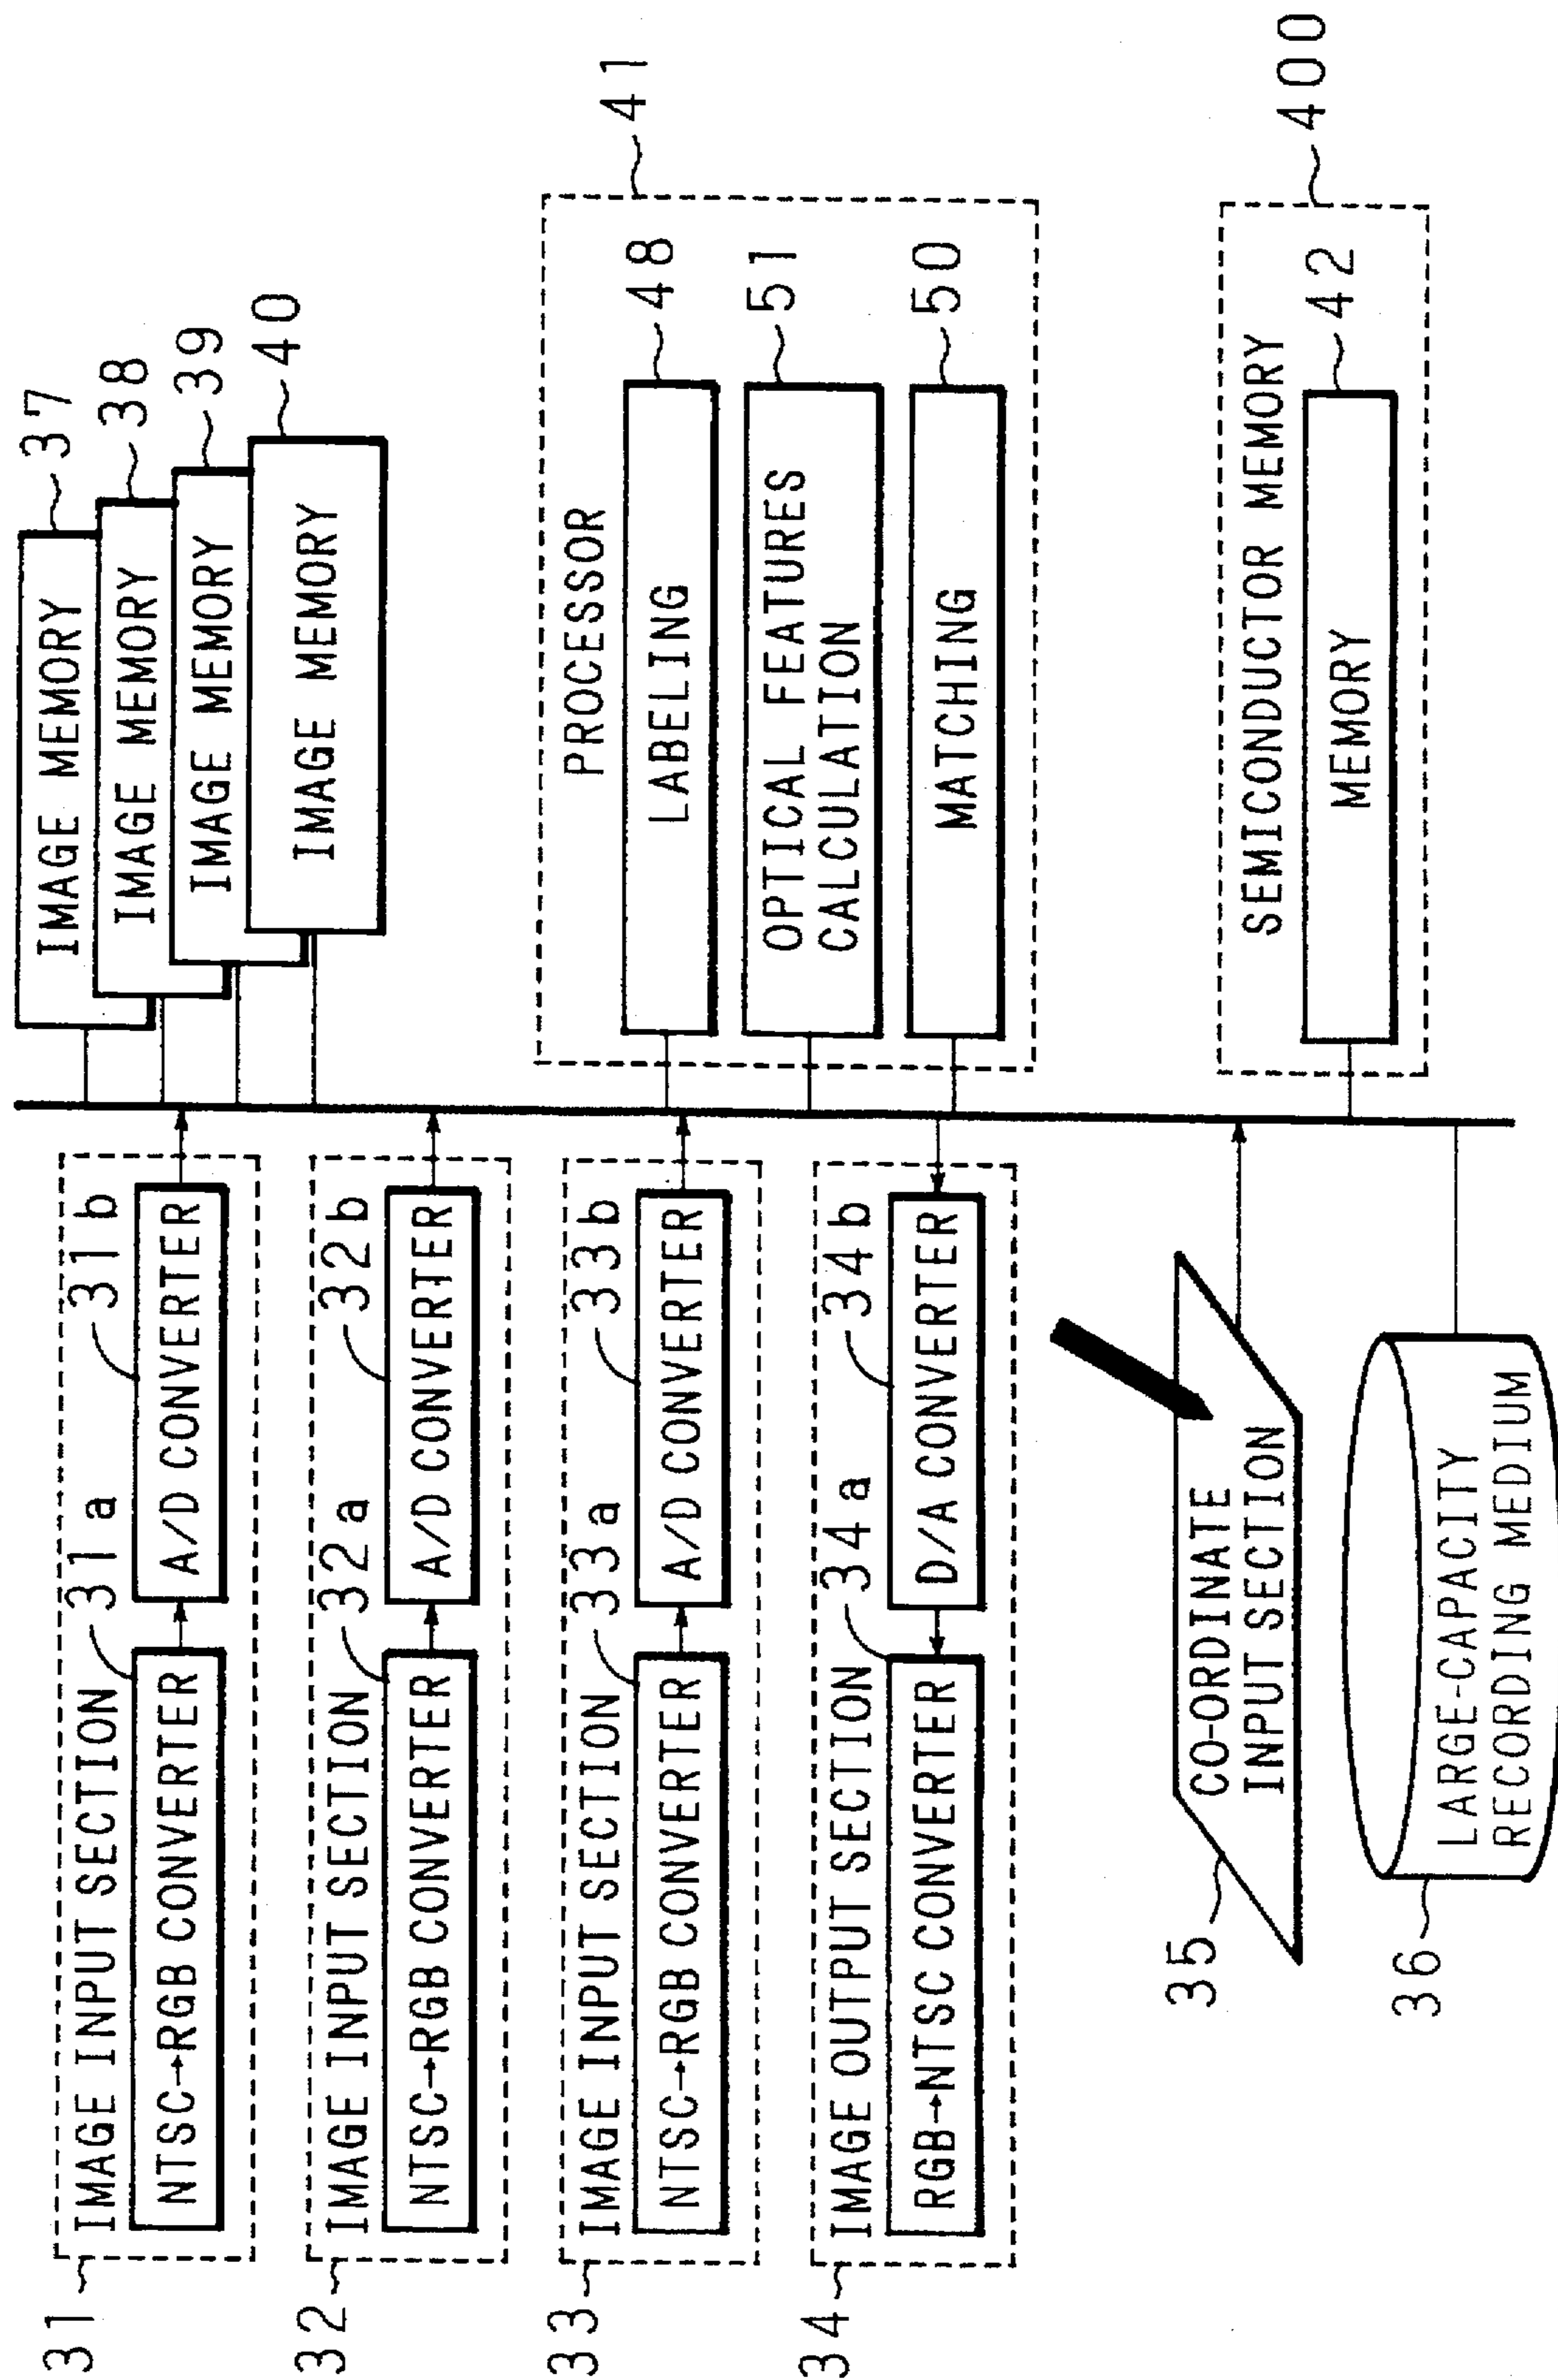 31
IMAGE INPUT SECTION
31a
31b
NTSC→RGB CONVERTER
A/D CONVERTER
32
IMAGE INPUT SECTION
32a
32b
NTSC→RGB CONVERTER
A/D CONVERTER
33
IMAGE INPUT SECTION
33a
33b
NTSC→RGB CONVERTER
A/D CONVERTER
34
IMAGE OUTPUT SECTION
34a
34b
RGB→NTSC CONVERTER
D/A CONVERTER
35
CO-ORDINATE
INPUT SECTION
36
LARGE-CAPACITY
RECORDING MEDIUM
IMAGE MEMORY
37
IMAGE MEMORY
38
IMAGE MEMORY
39
IMAGE MEMORY
40
41
PROCESSOR
LABELING
48
OPTICAL FEATURES
CALCULATION
51
MATCHING
50
400
SEMICONDUCTOR MEMORY
MEMORY
42